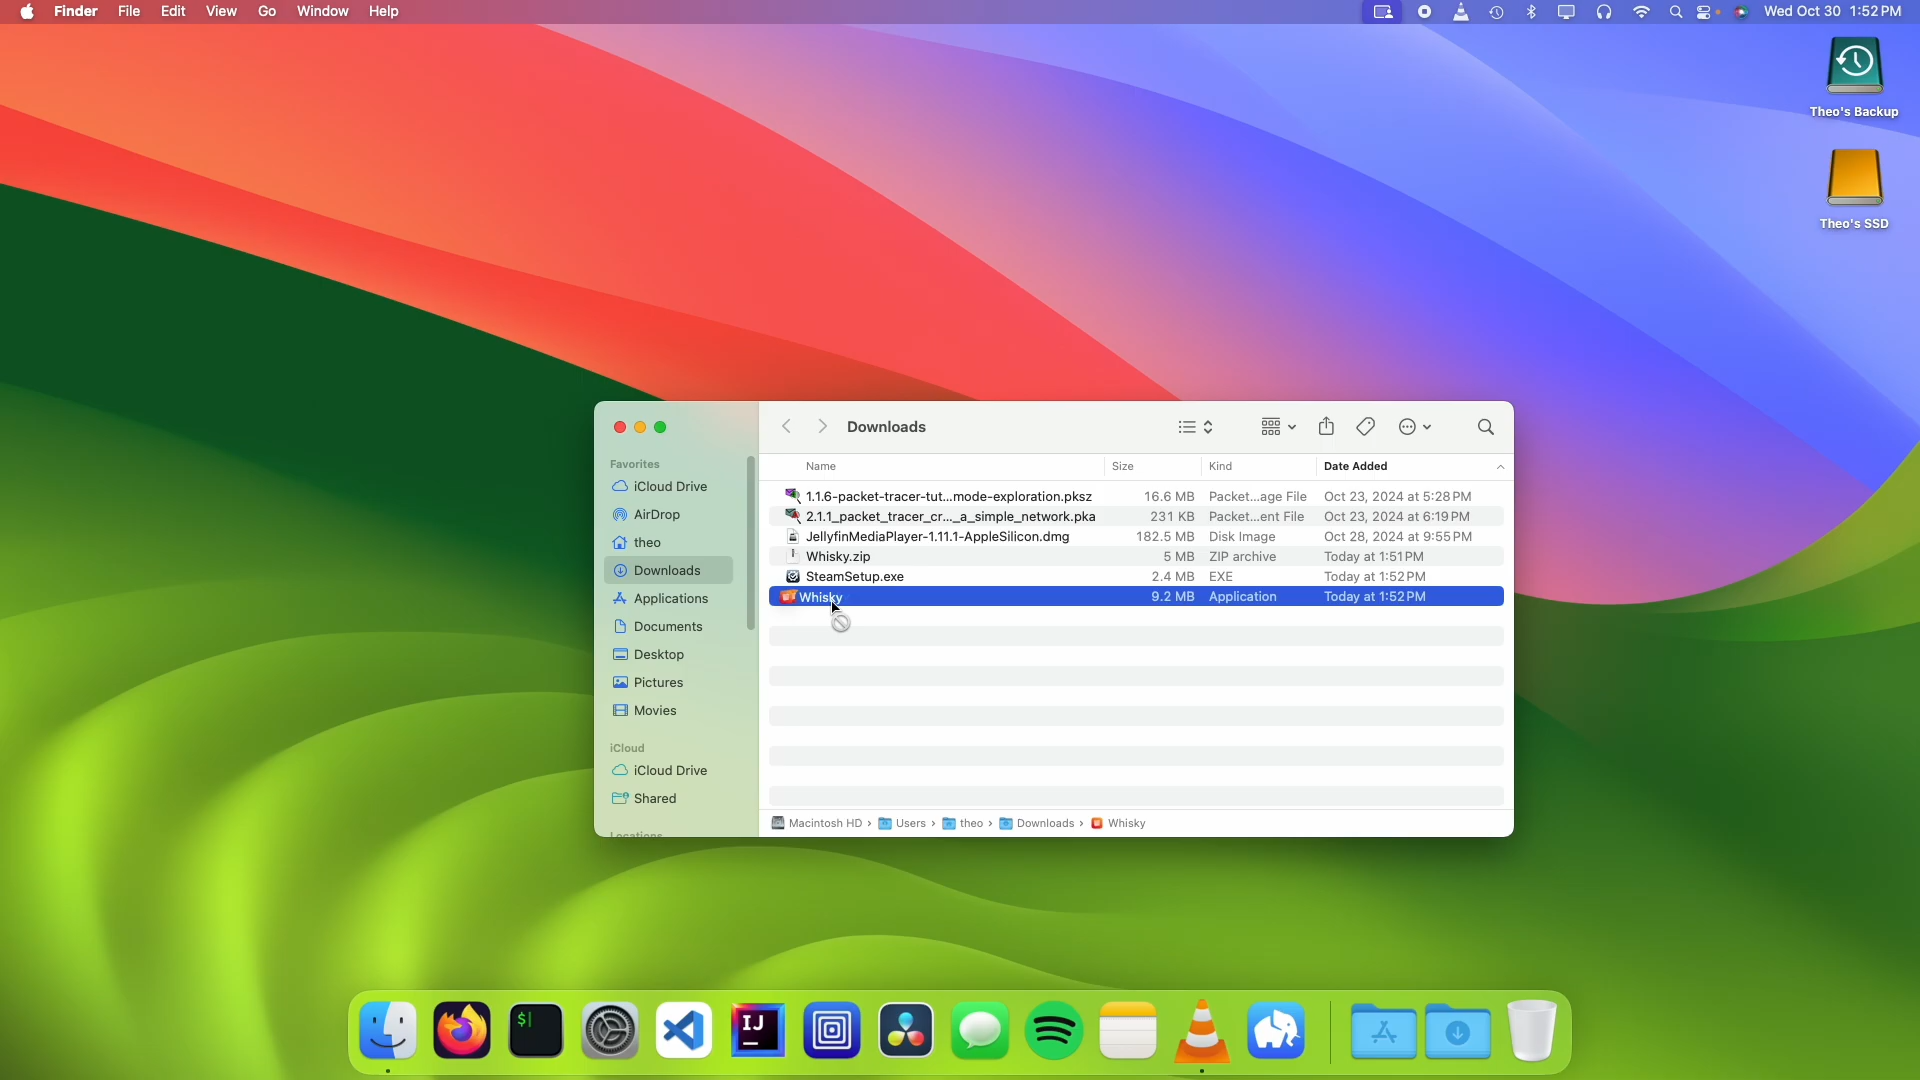 Finder File Edit View Go Window Help Wed Oct 30 1:52 PM
Theo's Backup
Theo's SSD
Downloads
Favorites
iCloud Drive
AirDrop
theo
Downloads
Applications
Documents
Desktop
Pictures
Movies
iCloud
iCloud Drive
Shared
Locations
Name Size Kind Date Added
1.1.6-packet-tracer-tut...mode-exploration.pksz 16.6 MB Packet...age File Oct 23, 2024 at 5:28 PM
2.1.1_packet_tracer_cr..._a_simple_network.pka 231 KB Packet...ent File Oct 23, 2024 at 6:19 PM
JellyfinMediaPlayer-1.11.1-AppleSilicon.dmg 182.5 MB Disk Image Oct 28, 2024 at 9:55 PM
Whisky.zip 5 MB ZIP archive Today at 1:51 PM
SteamSetup.exe 2.4 MB EXE Today at 1:52 PM
Whisky 9.2 MB Application Today at 1:52 PM
Macintosh HD › Users › theo › Downloads › Whisky
$
IJ